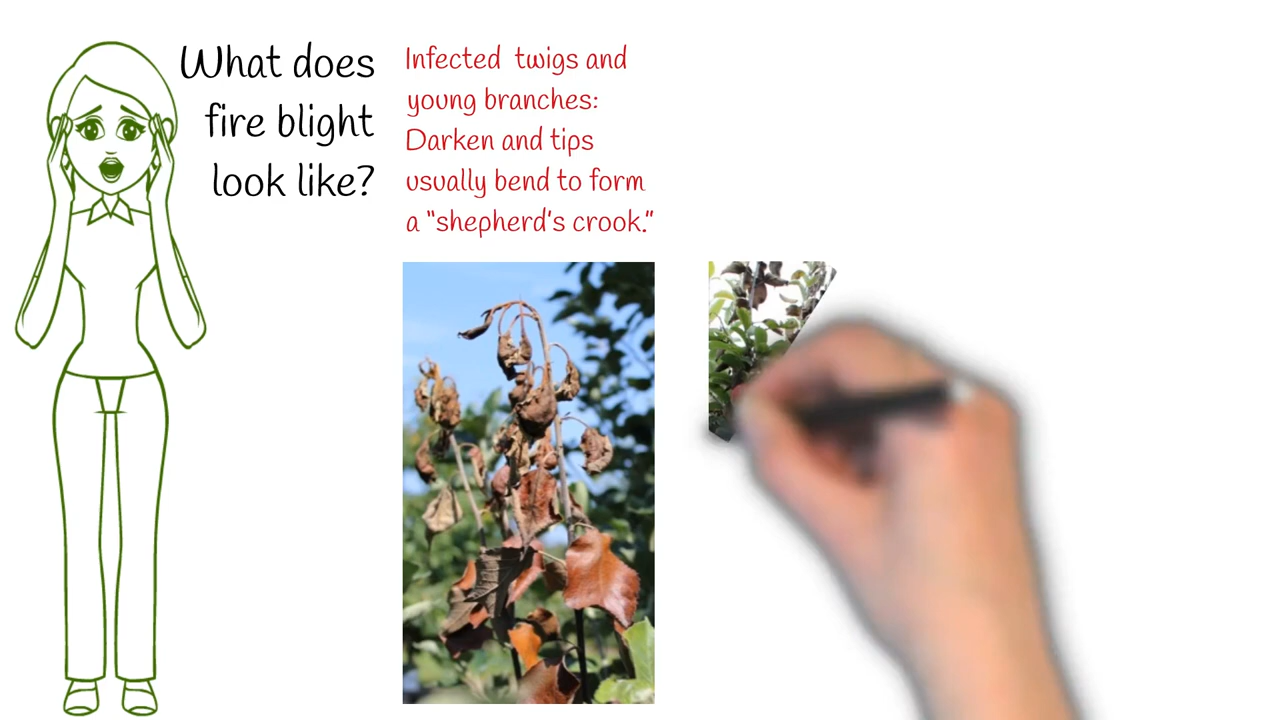 What does
fire blight
look like?
Infected twigs and
young branches:
Darken and tips
usually bend to form
a “shepherd’s crook.”